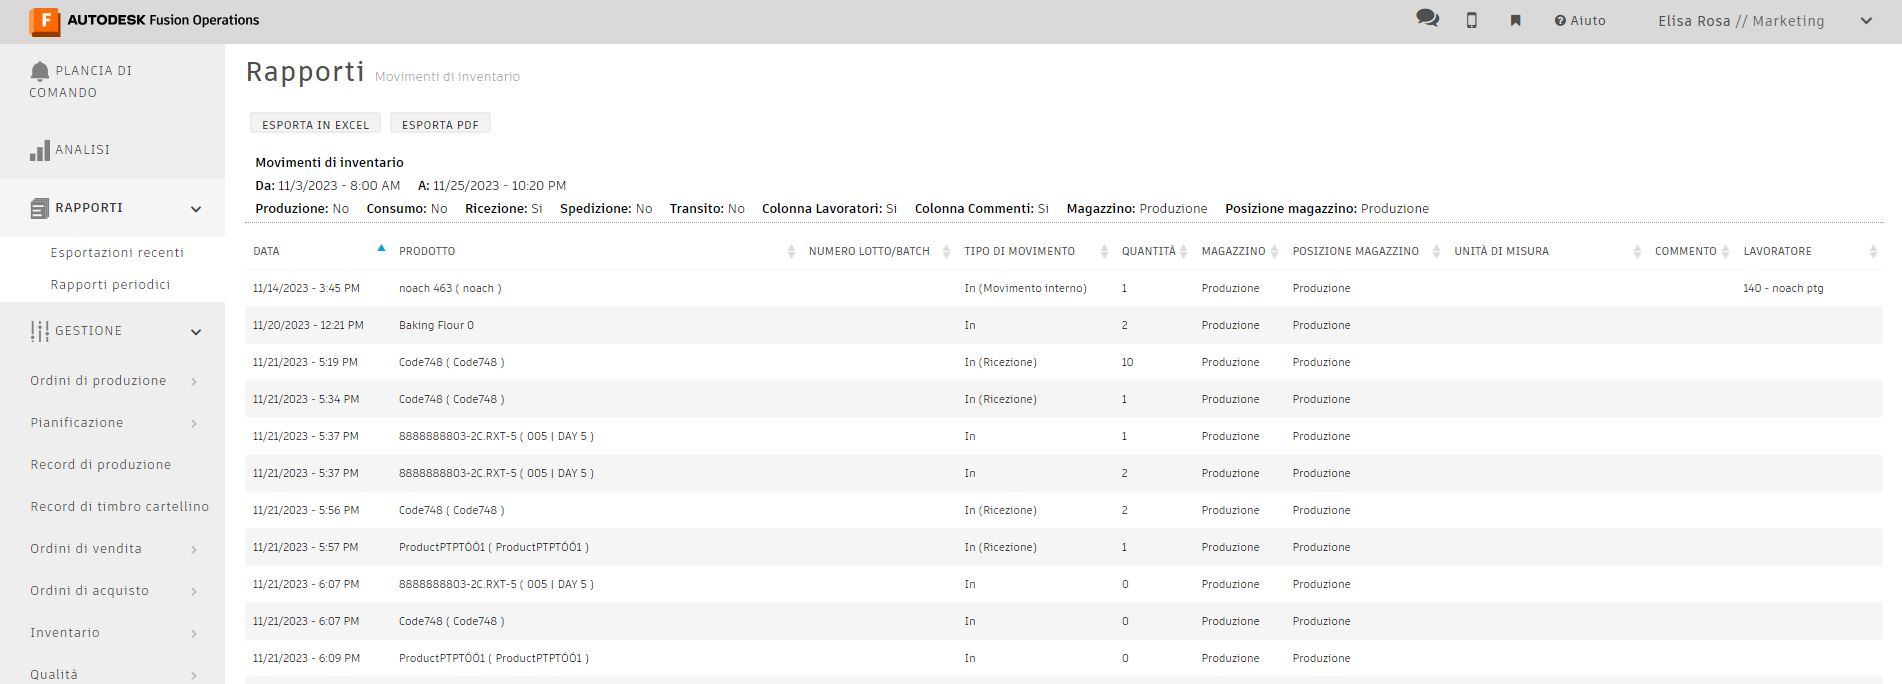 AUTODESK Fusion Operations
Aiuto
Elisa Rosa // Marketing
PLANCIA DI
COMANDO
ANALISI
RAPPORTI
Esportazioni recenti
Rapporti periodici
GESTIONE
Ordini di produzione
Pianificazione
Record di produzione
Record di timbro cartellino
Ordini di vendita
Ordini di acquisto
Inventario
Qualità
Rapporti Movimenti di inventario
ESPORTA IN EXCEL ESPORTA PDF
Movimenti di inventario
Da: 11/3/2023 - 8:00 AM A: 11/25/2023 - 10:20 PM
Produzione: No Consumo: No Ricezione: Si Spedizione: No Transito: No Colonna Lavoratori: Si Colonna Commenti: Si Magazzino: Produzione Posizione magazzino: Produzione
DATA PRODOTTO NUMERO LOTTO/BATCH TIPO DI MOVIMENTO QUANTITÀ MAGAZZINO POSIZIONE MAGAZZINO UNITÀ DI MISURA COMMENTO LAVORATORE
11/14/2023 - 3:45 PM noach 463 ( noach ) In (Movimento interno) 1 Produzione Produzione 140 - noach ptg
11/20/2023 - 12:21 PM Baking Flour 0 In 2 Produzione Produzione
11/21/2023 - 5:19 PM Code748 ( Code748 ) In (Ricezione) 10 Produzione Produzione
11/21/2023 - 5:34 PM Code748 ( Code748 ) In (Ricezione) 1 Produzione Produzione
11/21/2023 - 5:37 PM 8888888803-2C.RXT-5 ( 005 | DAY 5 ) In 1 Produzione Produzione
11/21/2023 - 5:37 PM 8888888803-2C.RXT-5 ( 005 | DAY 5 ) In 2 Produzione Produzione
11/21/2023 - 5:56 PM Code748 ( Code748 ) In (Ricezione) 2 Produzione Produzione
11/21/2023 - 5:57 PM ProductPTPTÓÓ1 ( ProductPTPTÓÓ1 ) In (Ricezione) 1 Produzione Produzione
11/21/2023 - 6:07 PM 8888888803-2C.RXT-5 ( 005 | DAY 5 ) In 0 Produzione Produzione
11/21/2023 - 6:07 PM Code748 ( Code748 ) In 0 Produzione Produzione
11/21/2023 - 6:09 PM ProductPTPTÓÓ1 ( ProductPTPTÓÓ1 ) In 0 Produzione Produzione